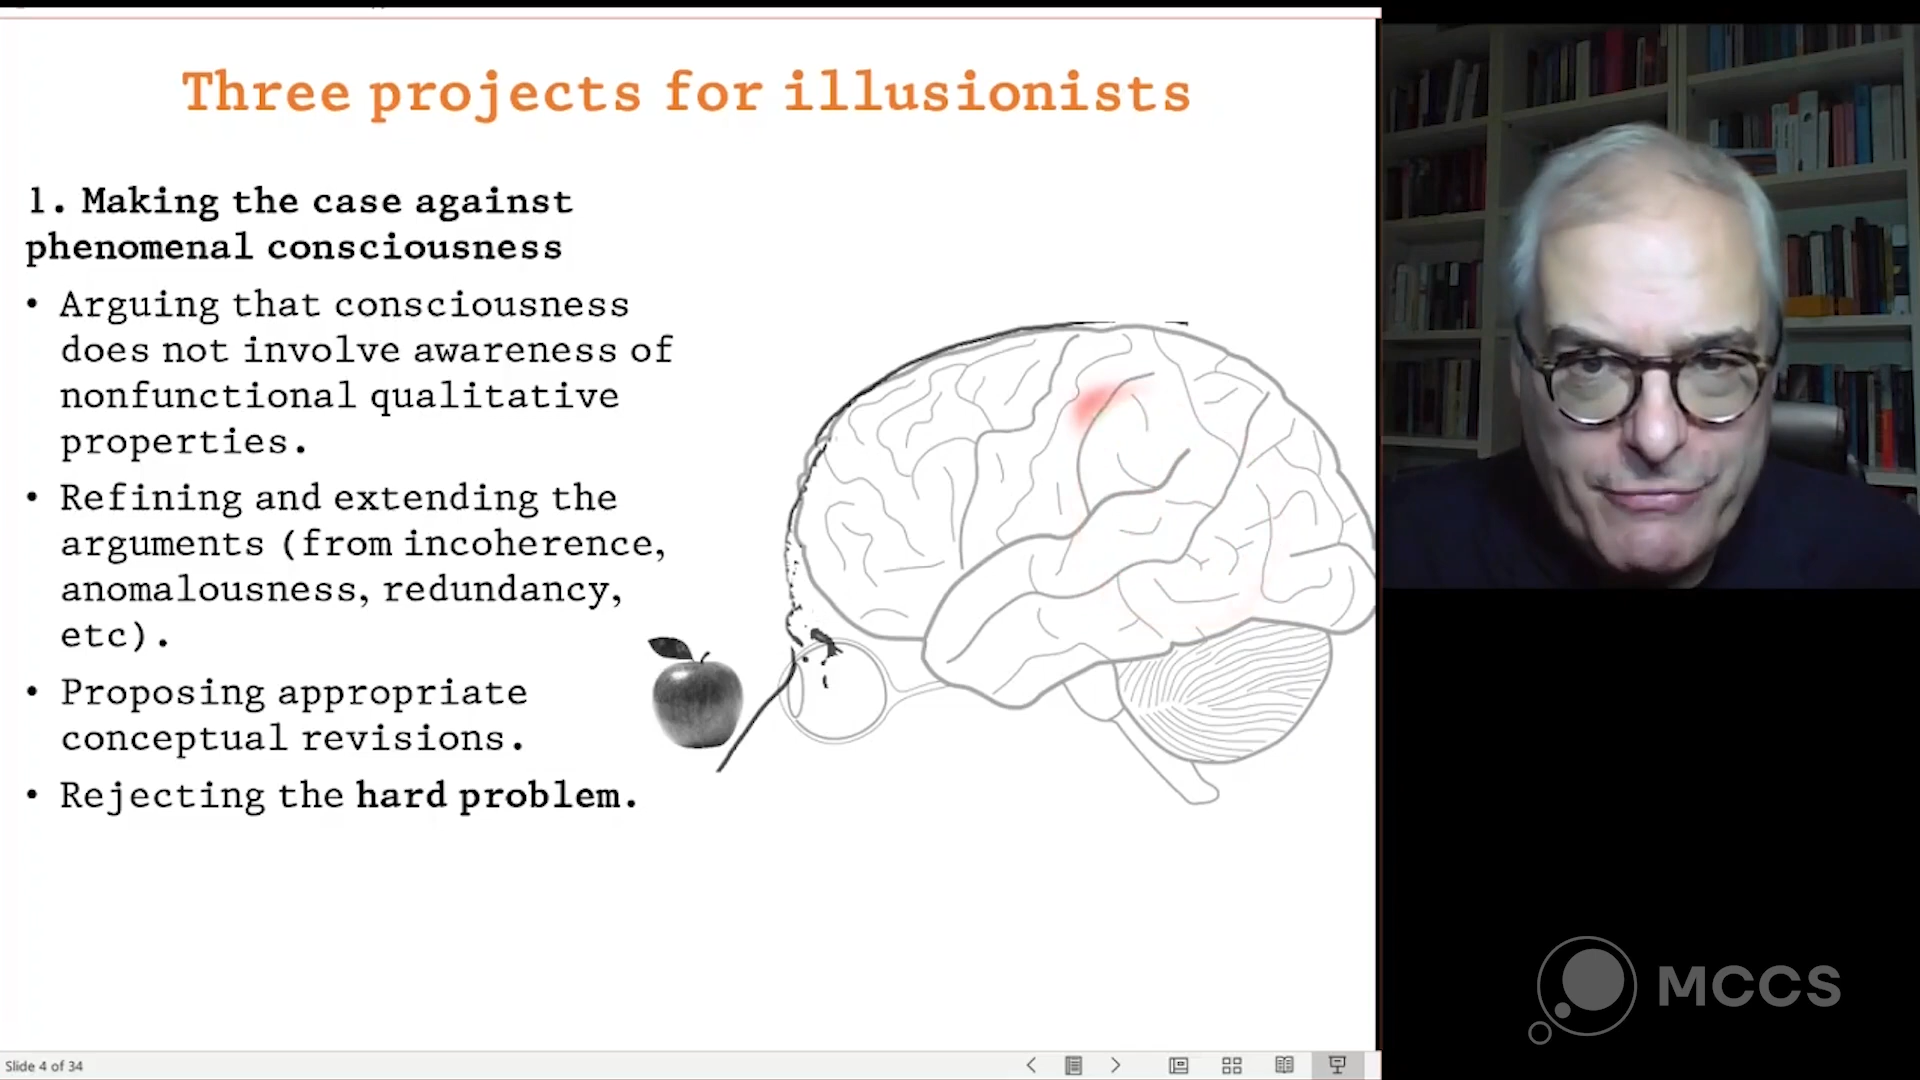 Three projects for illusionists
1. Making the case against
phenomenal consciousness
• Arguing that consciousness
does not involve awareness of
nonfunctional qualitative
properties.
• Refining and extending the
arguments (from incoherence,
anomalousness, redundancy,
etc).
• Proposing appropriate
conceptual revisions.
• Rejecting the hard problem.
MCCS
Slide 4 of 34